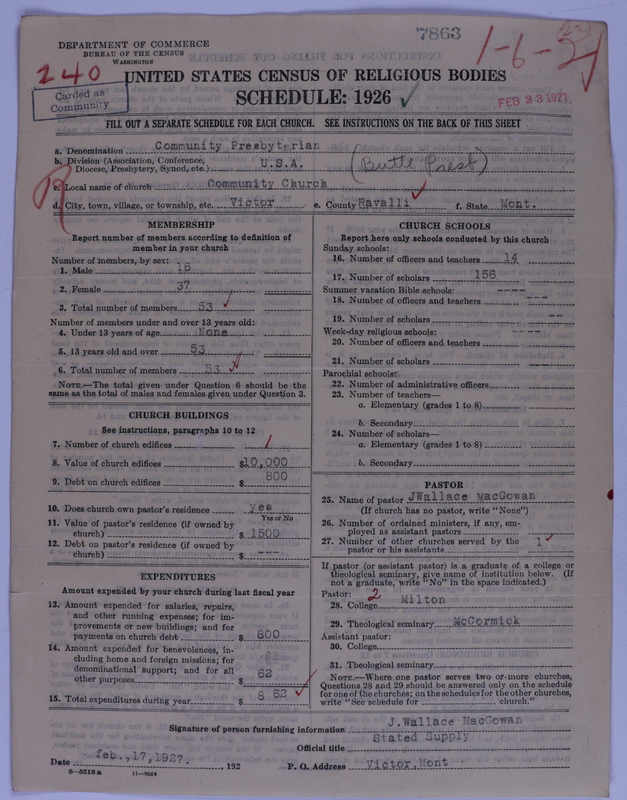 7863
1-6-2
22
DEPARTMENT OF COMMERCE
BUREAU OF THE CENSUS
WASHINGTON
240
UNITED STATES CENSUS OF RELIGIOUS BODIES
Carded as
Community
SCHEDULE: 1926 ✓
FEB 23 1927
FILL OUT A SEPARATE SCHEDULE FOR EACH CHURCH. SEE INSTRUCTIONS ON THE BACK OF THIS SHEET
a. Denomination Community Presbyterian
b. Division (Association, Conference,
Diocese, Presbytery, Synod, etc.) U.S.A. (Butte Presb)
R c. Local name of church Community Church
d. City, town, village, or township, etc. Victor e. County Ravalli ✓ f. State Mont.
MEMBERSHIP
Report number of members according to definition of
member in your church
Number of members, by sex:
1. Male 16
2. Female 37
3. Total number of members 53 ✓
Number of members under and over 13 years old:
4. Under 13 years of age None
5. 13 years old and over 53
6. Total number of members 53 ✓
NOTE.—The total given under Question 6 should be the
same as the total of males and females given under Question 3.
CHURCH BUILDINGS
See instructions, paragraphs 10 to 12
7. Number of church edifices 1
8. Value of church edifices $10,000
9. Debt on church edifices $ 800
10. Does church own pastor's residence yes
Yes or No
11. Value of pastor's residence (if owned by
church) $ 1500
12. Debt on pastor's residence (if owned by
church) $ ---
EXPENDITURES
Amount expended by your church during last fiscal year
13. Amount expended for salaries, repairs,
and other running expenses; for im-
provements or new buildings; and for
payments on church debt $ 800
14. Amount expended for benevolences, in-
cluding home and foreign missions; for
denominational support; and for all
other purposes $ 62
15. Total expenditures during year $ 8 62 ✓
CHURCH SCHOOLS
Report here only schools conducted by this church
Sunday schools:
16. Number of officers and teachers 14
17. Number of scholars 156
Summer vacation Bible schools: ----
18. Number of officers and teachers ---
19. Number of scholars --
Week-day religious schools: ---
20. Number of officers and teachers
21. Number of scholars
Parochial schools:
22. Number of administrative officers
23. Number of teachers—
a. Elementary (grades 1 to 8)
b. Secondary
24. Number of scholars—
a. Elementary (grades 1 to 8)
b. Secondary
PASTOR
25. Name of pastor JWallace MacGowan
(If church has no pastor, write "None")
26. Number of ordained ministers, if any, em-
ployed as assistant pastors
27. Number of other churches served by the
pastor or his assistants 1 ✓
If pastor (or assistant pastor) is a graduate of a college or
theological seminary, give name of institution below. (If
not a graduate, write "No" in the space indicated.)
Pastor: 2
28. College Milton
29. Theological seminary McCormick
Assistant pastor:
30. College
31. Theological seminary
NOTE.—Where one pastor serves two or more churches,
Questions 28 and 29 should be answered only on the schedule
for one of the churches; on the schedules for the other churches,
write "See schedule for church."
Signature of person furnishing information J.Wallace MacGowan
Official title Stated Supply
Date feb.,17,1927. , 192 P. O. Address Victor,Mont
8—5518 a 11—9024